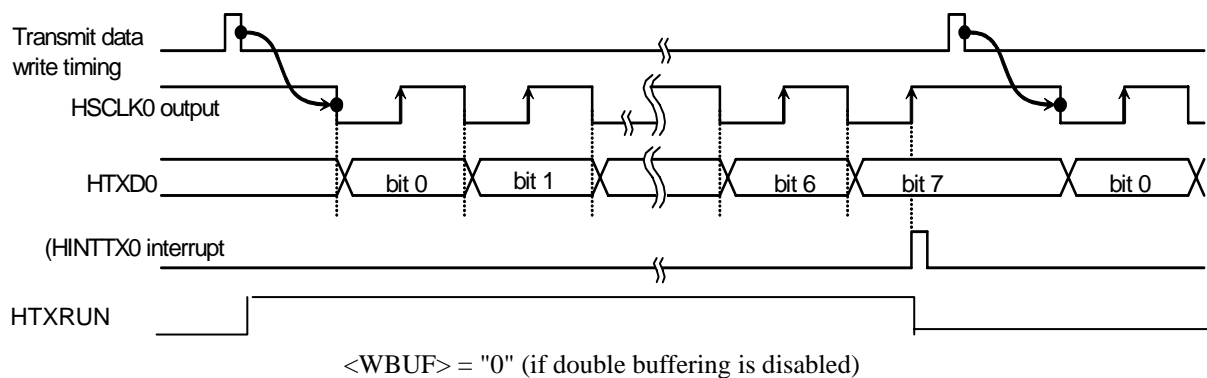 Transmit data
write timing
HSCLK0 output
HTXD0
bit 0
bit 1
bit 6
bit 7
bit 0
(HINTTX0 interrupt
HTXRUN
<WBUF> = "0" (if double buffering is disabled)